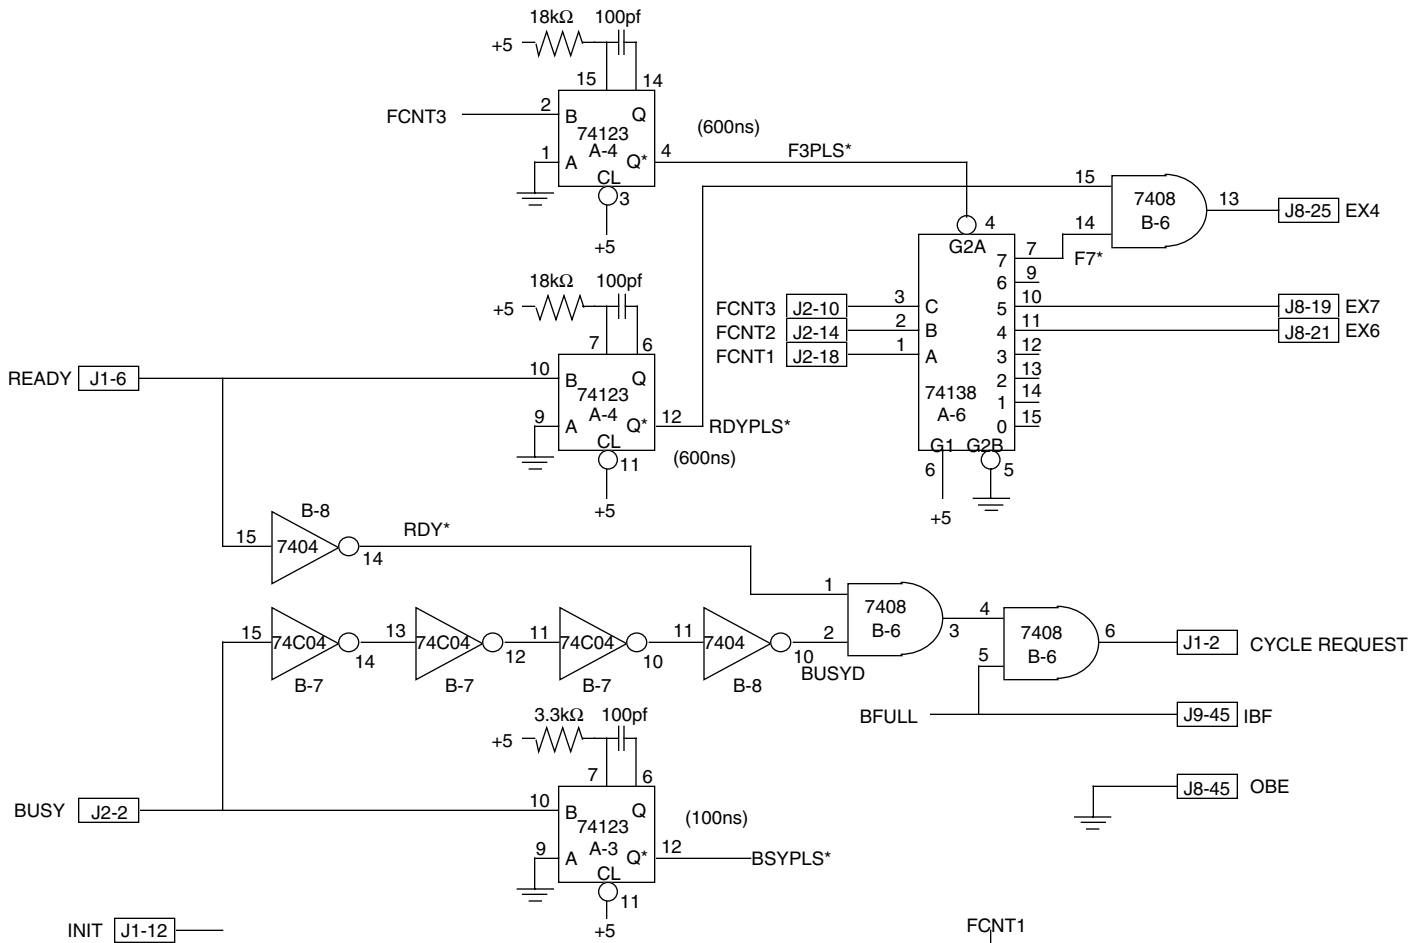 18kΩ 100pf
+5
15 14
FCNT3 2 B Q
74123
A-4
(600ns)
1 A Q* 4 F3PLS*
CL
3
+5
15
7408
B-6
13 J8-25 EX4
14
F7*
4
G2A
7 7
6 9
FCNT3 J2-10 3 C 5 10 J8-19 EX7
FCNT2 J2-14 2 B 4 11 J8-21 EX6
FCNT1 J2-18 1 A 3 12
2 13
74138
A-6
1 14
0 15
G1 G2B
6 5
+5
18kΩ 100pf
+5
7 6
READY J1-6 10 B Q
74123
A-4
9 A Q* 12 RDYPLS*
CL
11 (600ns)
+5
B-8
15 7404 14 RDY*
1
7408
B-6
2 3
4
7408
B-6
5
6 J1-2 CYCLE REQUEST
15 74C04 14 13 74C04 12 11 74C04 10 11 7404 10
B-7 B-7 B-7 B-8 BUSYD
BFULL J9-45 IBF
3.3kΩ 100pf
+5
7 6
J8-45 OBE
BUSY J2-2 10 B Q
74123
A-3
(100ns)
9 A Q* 12 BSYPLS*
CL
11
+5
INIT J1-12
FCNT1